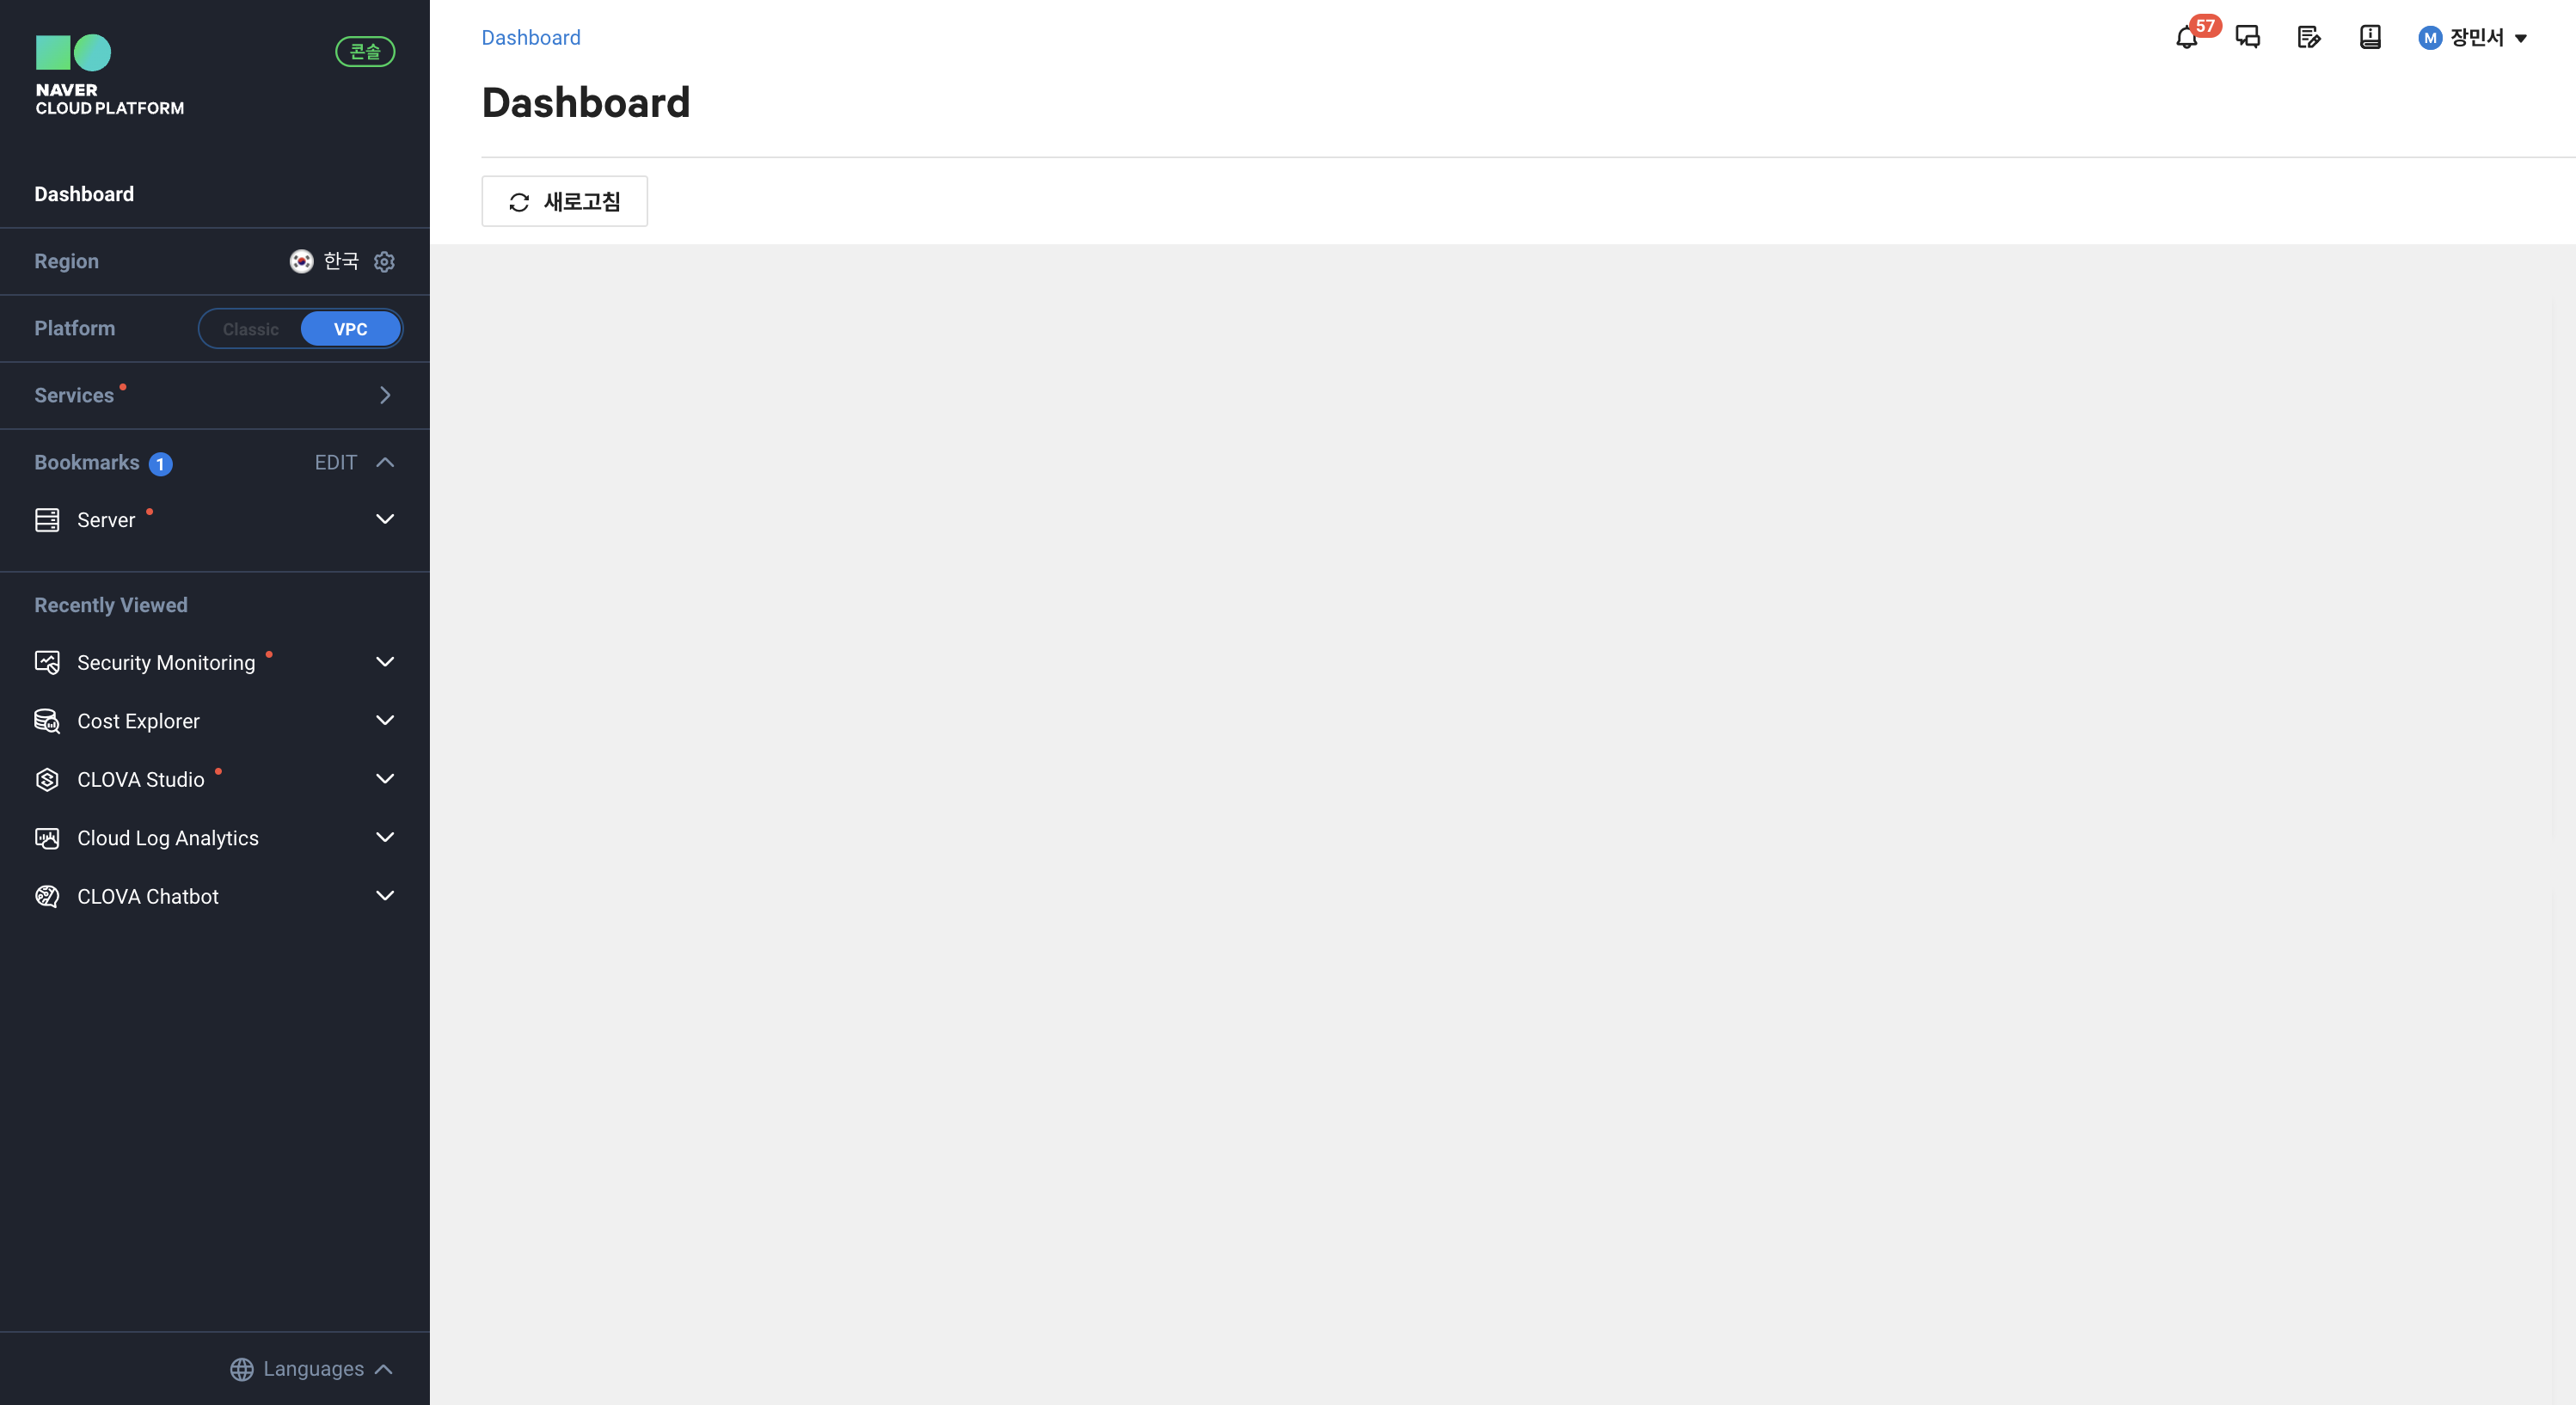 NAVER
CLOUD PLATFORM
콘솔
Dashboard
Region
한국
Platform
Classic
VPC
Services
Bookmarks 1
EDIT
Server
Recently Viewed
Security Monitoring
Cost Explorer
CLOVA Studio
Cloud Log Analytics
CLOVA Chatbot
Languages
Dashboard
57
M 장민서
Dashboard
새로고침